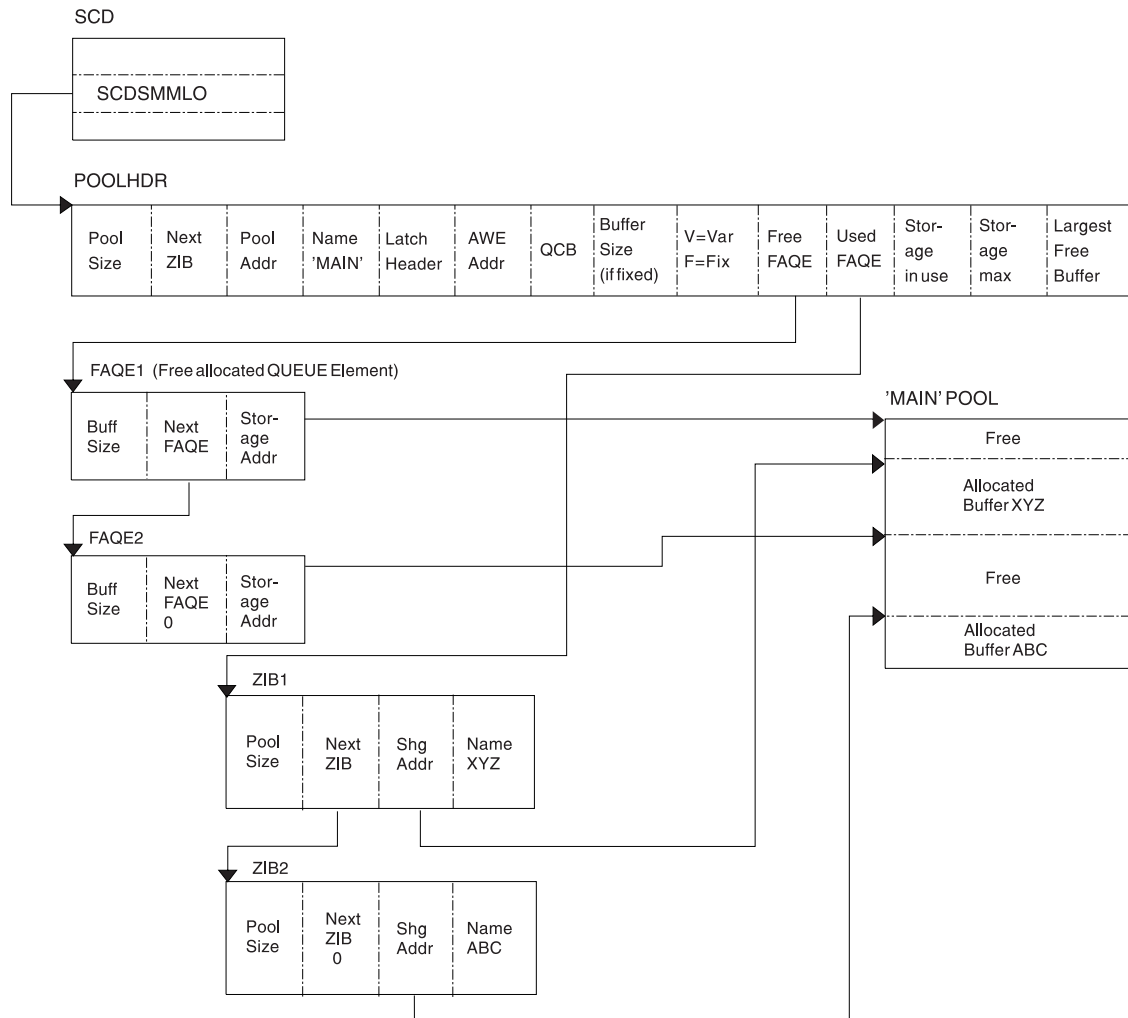 SCD
SCDSMMLO
POOLHDR
Pool
Size
Next
ZIB
Pool
Addr
Name
'MAIN'
Latch
Header
AWE
Addr
QCB
Buffer
Size
(if fixed)
V=Var
F=Fix
Free
FAQE
Used
FAQE
Stor-
age
in use
Stor-
age
max
Largest
Free
Buffer
FAQE1 (Free allocated QUEUE Element)
Buff
Size
Next
FAQE
Stor-
age
Addr
'MAIN' POOL
Free
Allocated
Buffer XYZ
Free
Allocated
Buffer ABC
FAQE2
Buff
Size
Next
FAQE
0
Stor-
age
Addr
ZIB1
Pool
Size
Next
ZIB
Shg
Addr
Name
XYZ
ZIB2
Pool
Size
Next
ZIB
0
Shg
Addr
Name
ABC